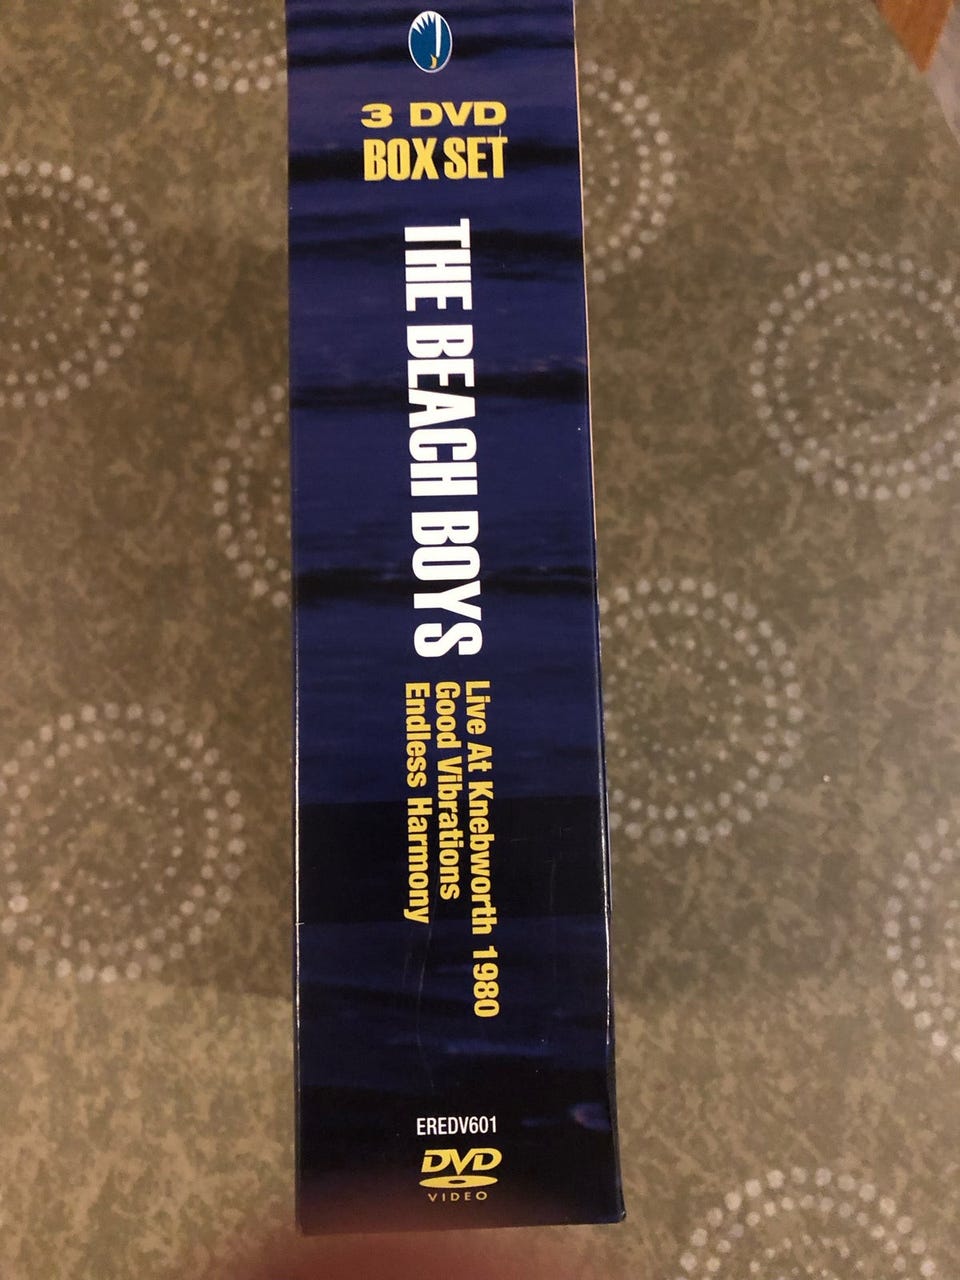 3 DVD
BOX SET
THE BEACH BOYS
Live At Knebworth 1980
Good Vibrations
Endless Harmony
EREDV601
DVD
VIDEO